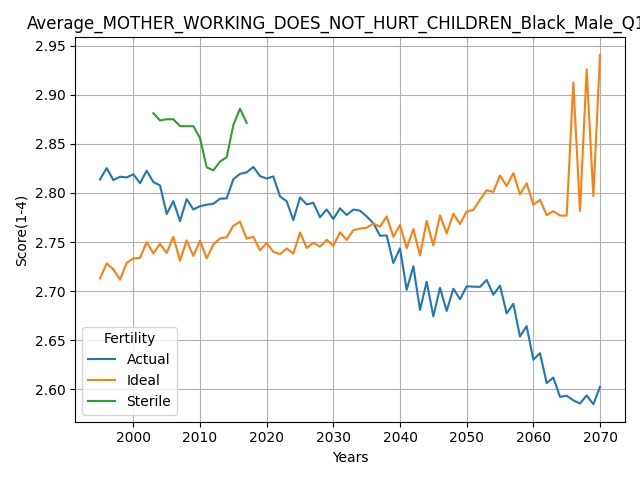 Average_MOTHER_WORKING_DOES_NOT_HURT_CHILDREN_Black_Male_Q1
2.95
2.90
2.85
2.80
2.75
2.70
2.65
2.60
Score(1-4)
Fertility
Actual
Ideal
Sterile
2000 2010 2020 2030 2040 2050 2060 2070
Years